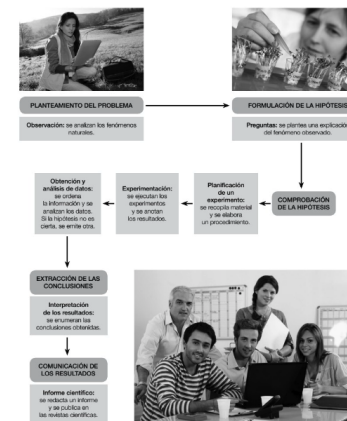 PLANTEAMIENTO DEL PROBLEMA
Observación: se analizan los fenómenos
naturales.
FORMULACIÓN DE LA HIPÓTESIS
Preguntas: se plantea una explicación
del fenómeno observado.
COMPROBACIÓN
DE LA HIPÓTESIS
Planificación
de un
experimento:
se recopila material
y se elabora
un procedimiento.
Experimentación:
se ejecutan los
experimentos
y se anotan
los resultados.
Obtención y
análisis de datos:
se ordena
la información y se
analizan los datos.
Si la hipótesis no es
cierta, se emite otra.
EXTRACCIÓN DE LAS
CONCLUSIONES
Interpretación
de los resultados:
se enumeran las
conclusiones obtenidas.
COMUNICACIÓN DE
LOS RESULTADOS
Informe científico:
se redacta un informe
y se publica en
las revistas científicas.